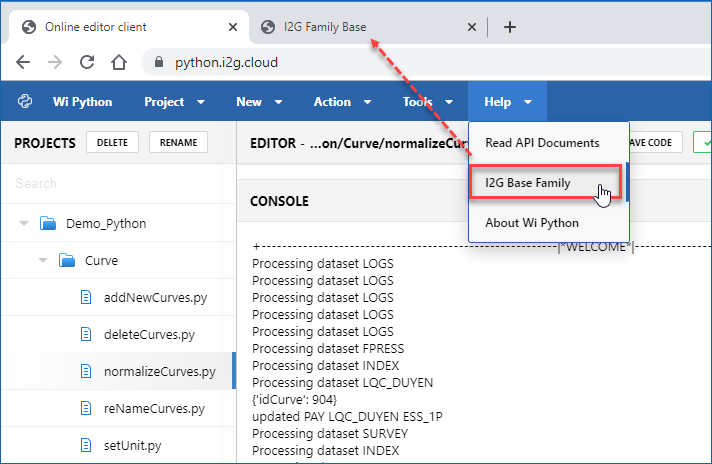 Online editor client
I2G Family Base
python.i2g.cloud
Wi Python Project New Action Tools Help
PROJECTS DELETE RENAME
EDITOR - ...on/Curve/normalizeCurv
AVE CODE
Read API Documents
Search
I2G Base Family
CONSOLE
About Wi Python
Demo_Python
Curve
addNewCurves.py
deleteCurves.py
normalizeCurves.py
reNameCurves.py
setUnit.py
+----------------------------------------------------------|*WELCOME*|---------------
Processing dataset LOGS
Processing dataset LOGS
Processing dataset LOGS
Processing dataset LOGS
Processing dataset LOGS
Processing dataset FPRESS
Processing dataset INDEX
Processing dataset LQC_DUYEN
{'idCurve': 904}
updated PAY LQC_DUYEN ESS_1P
Processing dataset SURVEY
Processing dataset INDEX